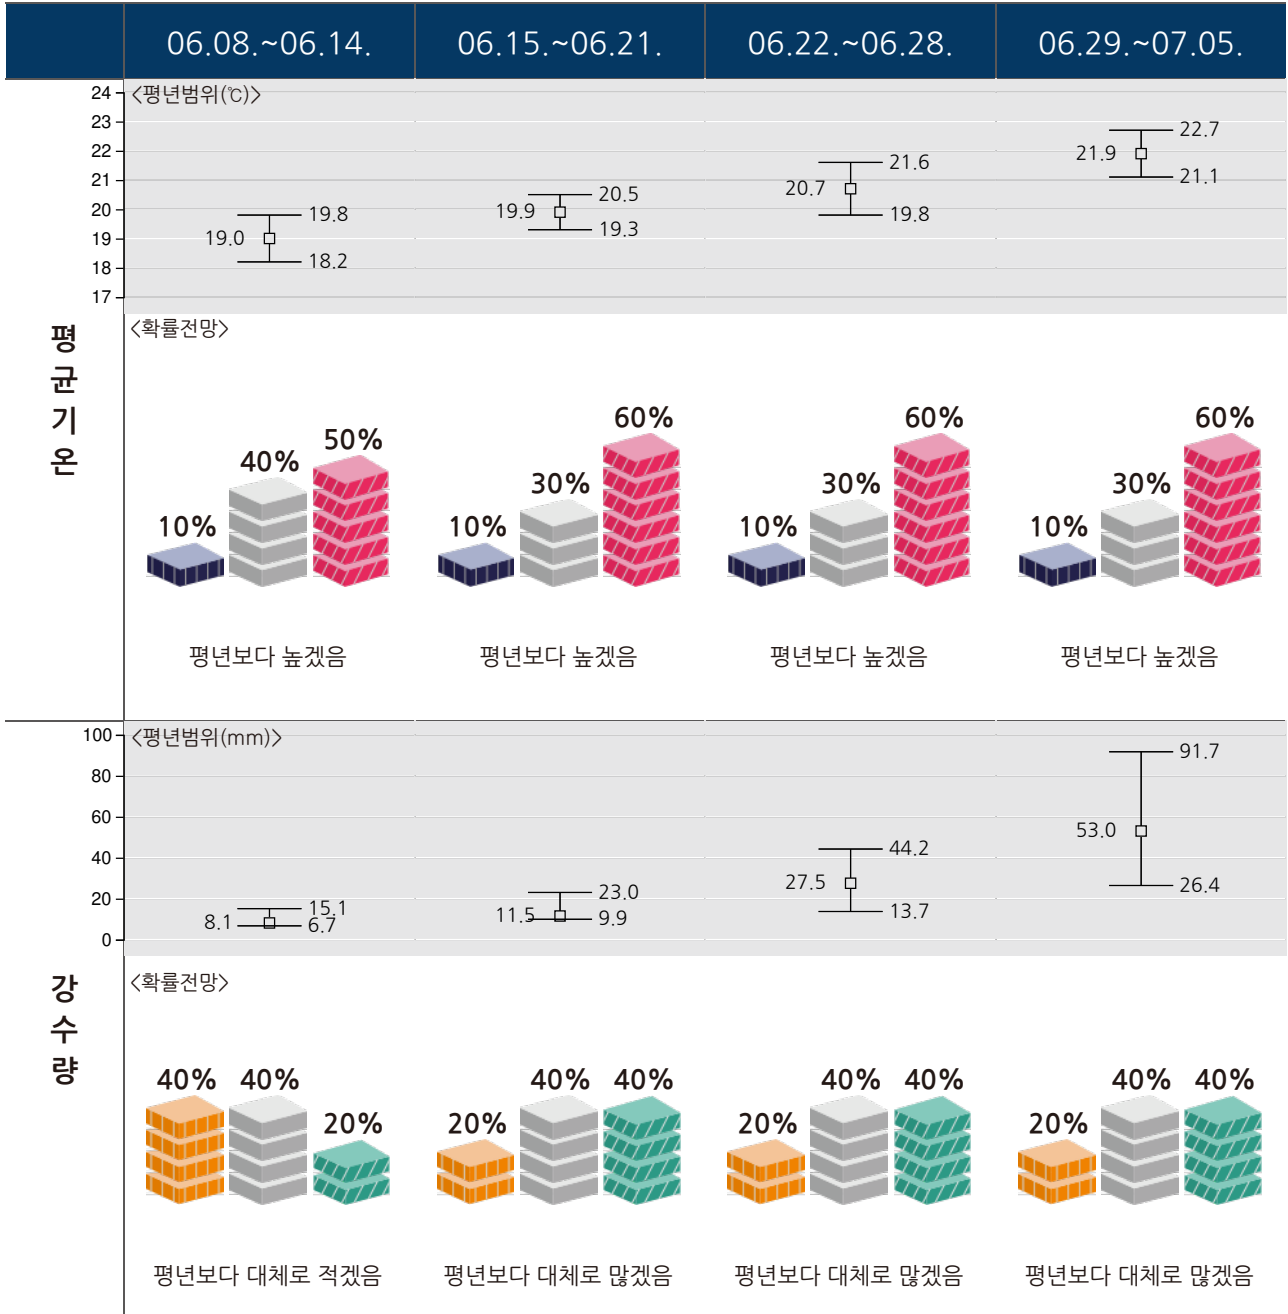 06.08.~06.14. 06.15.~06.21. 06.22.~06.28. 06.29.~07.05.
평균기온
<평년범위(℃)>
24
23
22
21
20
19
18
17
19.8
19.0
18.2
20.5
19.9
19.3
21.6
20.7
19.8
22.7
21.9
21.1
<확률전망>
10% 40% 50%
10% 30% 60%
10% 30% 60%
10% 30% 60%
평년보다 높겠음 평년보다 높겠음 평년보다 높겠음 평년보다 높겠음
강수량
<평년범위(mm)>
100
80
60
40
20
0
15.1
8.1
6.7
23.0
11.5
9.9
44.2
27.5
13.7
91.7
53.0
26.4
<확률전망>
40% 40% 20%
20% 40% 40%
20% 40% 40%
20% 40% 40%
평년보다 대체로 적겠음 평년보다 대체로 많겠음 평년보다 대체로 많겠음 평년보다 대체로 많겠음